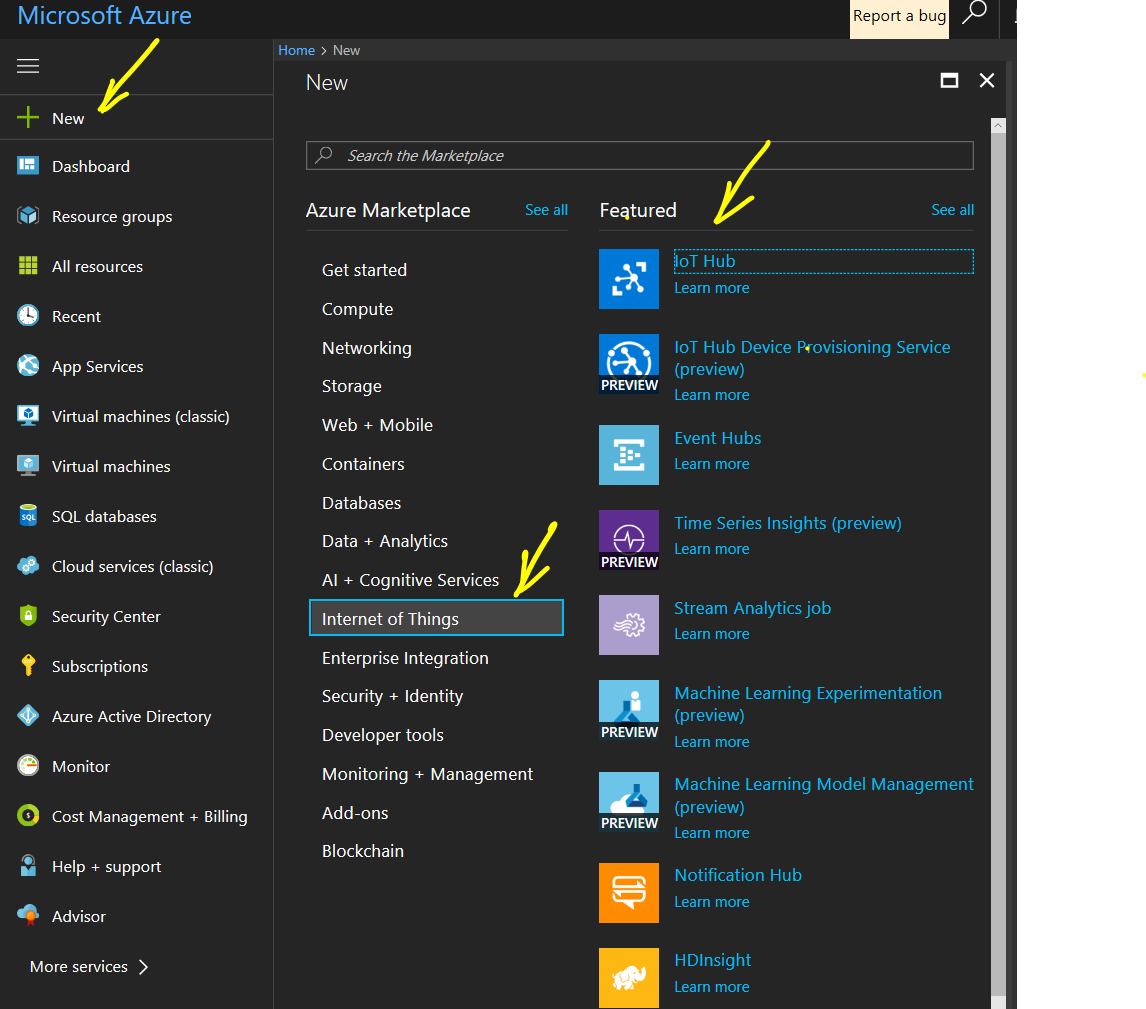 Microsoft Azure
Report a bug
Home > New
New
New
Dashboard
Resource groups
All resources
Recent
App Services
Virtual machines (classic)
Virtual machines
SQL
SQL databases
Cloud services (classic)
Security Center
Subscriptions
Azure Active Directory
Monitor
Cost Management + Billing
Help + support
Advisor
More services
Search the Marketplace
Azure Marketplace
See all
Get started
Compute
Networking
Storage
Web + Mobile
Containers
Databases
Data + Analytics
AI + Cognitive Services
Internet of Things
Enterprise Integration
Security + Identity
Developer tools
Monitoring + Management
Add-ons
Blockchain
Featured
See all
IoT Hub
Learn more
IoT Hub Device Provisioning Service
(preview)
PREVIEW
Learn more
Event Hubs
Learn more
Time Series Insights (preview)
Learn more
PREVIEW
Stream Analytics job
Learn more
Machine Learning Experimentation
(preview)
PREVIEW
Learn more
Machine Learning Model Management
(preview)
PREVIEW
Learn more
Notification Hub
Learn more
HDInsight
Learn more